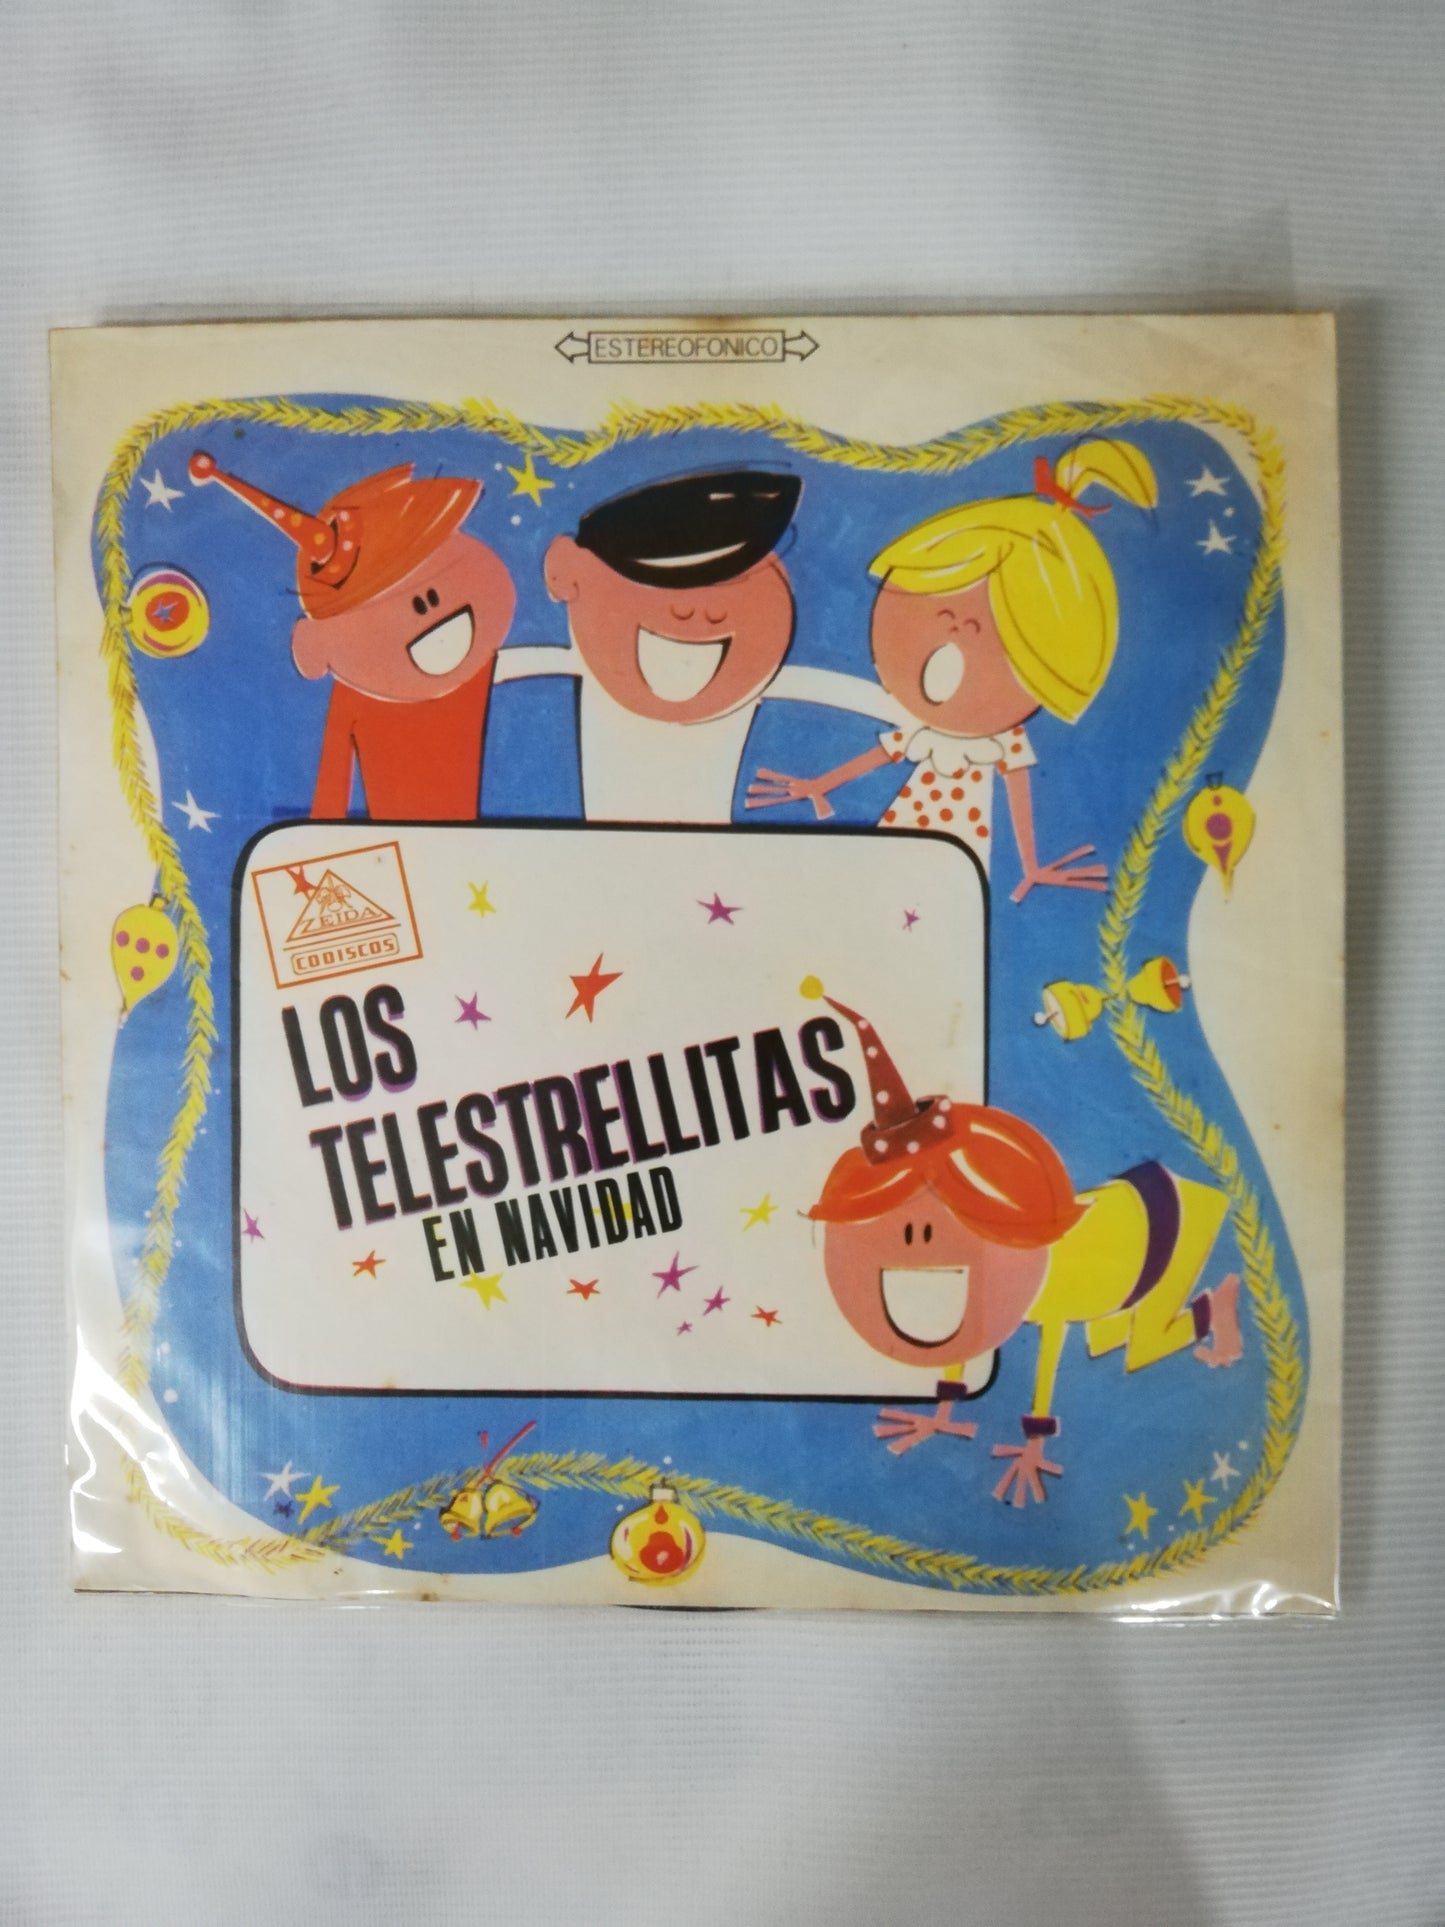 ESTEREOFONICO
ZEIDA
CODISCOS
LOS
TELESTRELLITAS
EN NAVIDAD